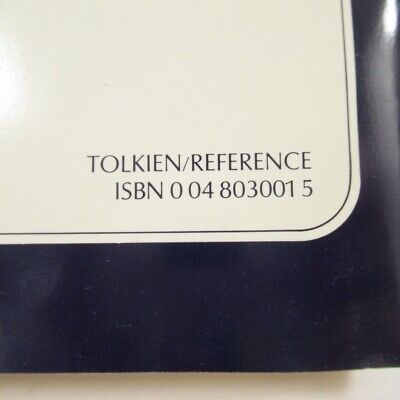 TOLKIEN/REFERENCE
ISBN 0 04 803001 5